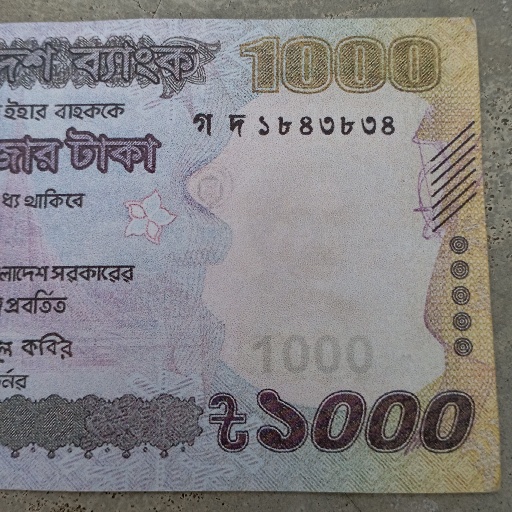 দেশ ব্যাংক 1000
ইহার বাহককে
গ দ ১৮৪৩৮৩৪
জার টাকা
ধ্য থাকিবে
লাদেশ সরকারের
প্রবর্তিত
কবির
র্নর
1000
৳১০০০